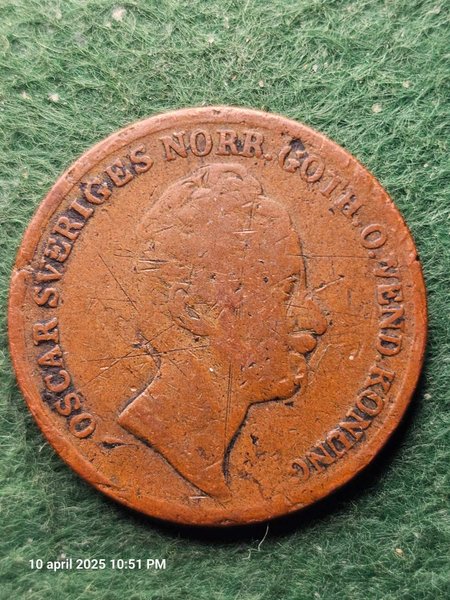 OSCAR SVERIGES NORR. GOTH. O. VEND. KONUNG
10 april 2025 10:51 PM